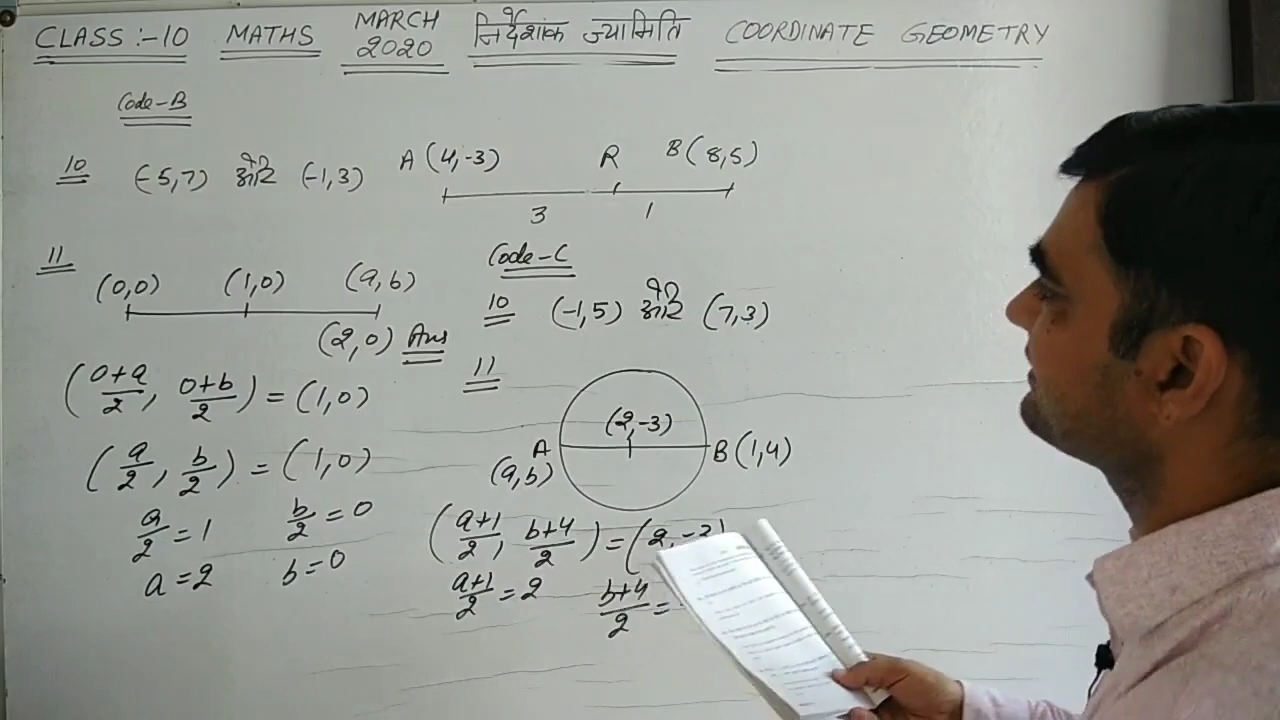 CLASS :- 10 MATHS MARCH 2020 निर्देशांक ज्यामिति COORDINATE GEOMETRY
Code-B
10 (-5,7) और (-1,3) A(4,-3) R B(8,5)
3 1
11
(0,0) (1,0) (a,b)
(2,0) Ans
(0+a/2, 0+b/2) = (1,0)
(a/2, b/2) = (1,0)
a/2 = 1 b/2 = 0
a = 2 b = 0
Code-C
10 (-1,5) और (7,3)
11
(2,-3)
A B(1,4)
(a,b)
(a+1/2, b+4/2) = (2,-3)
a+1/2 = 2 b+4/2 =